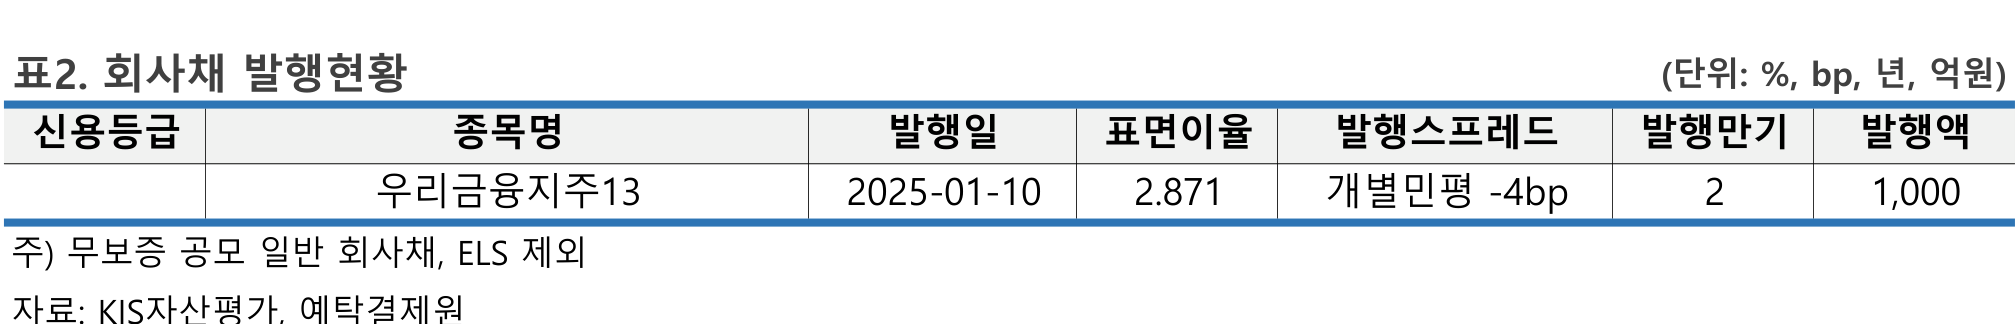 표2. 회사채 발행현황 (단위: %, bp, 년, 억원)
신용등급 종목명 발행일 표면이율 발행스프레드 발행만기 발행액
우리금융지주13 2025-01-10 2.871 개별민평 -4bp 2 1,000
주) 무보증 공모 일반 회사채, ELS 제외
자료: KIS자산평가, 예탁결제원